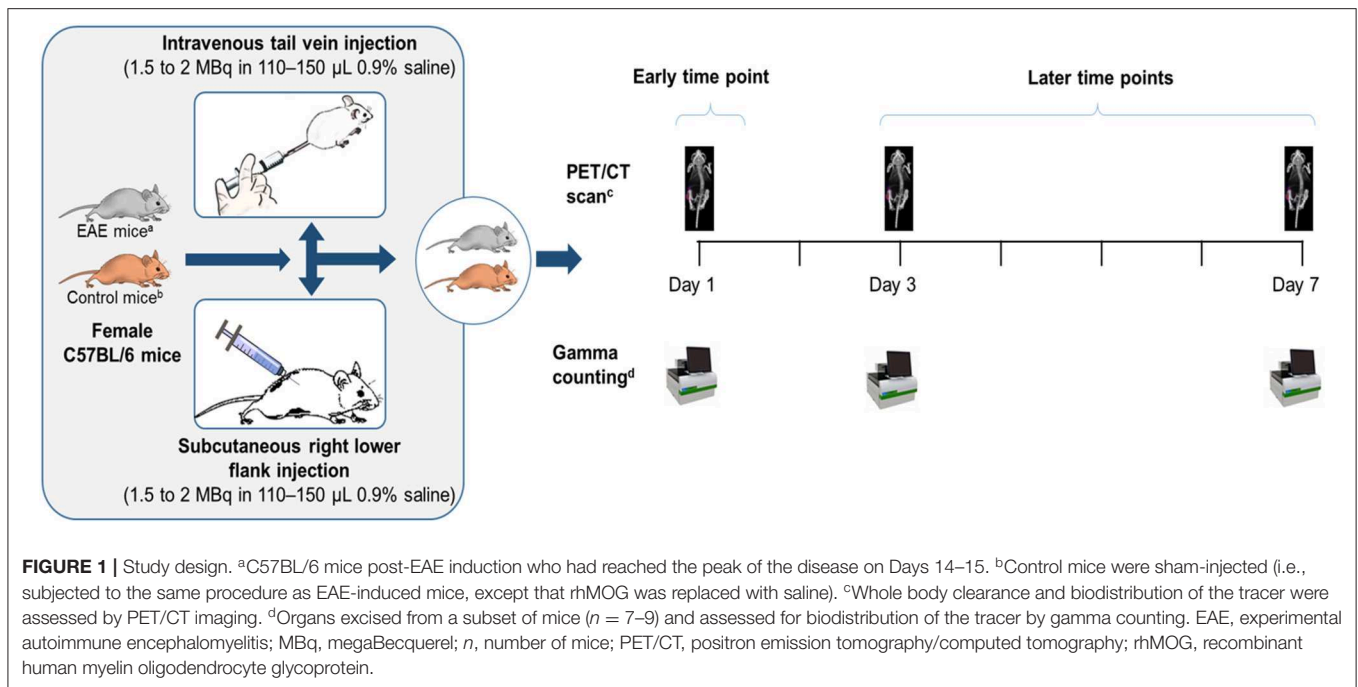 Intravenous tail vein injection
(1.5 to 2 MBq in 110–150 µL 0.9% saline)
EAE miceᵃ
Control miceᵇ
Female
C57BL/6 mice
Subcutaneous right lower
flank injection
(1.5 to 2 MBq in 110–150 µL 0.9% saline)
Early time point
Later time points
PET/CT
scanᶜ
Day 1
Day 3
Day 7
Gamma
countingᵈ
FIGURE 1 | Study design. ᵃC57BL/6 mice post-EAE induction who had reached the peak of the disease on Days 14–15. ᵇControl mice were sham-injected (i.e.,
subjected to the same procedure as EAE-induced mice, except that rhMOG was replaced with saline). ᶜWhole body clearance and biodistribution of the tracer were
assessed by PET/CT imaging. ᵈOrgans excised from a subset of mice (n = 7–9) and assessed for biodistribution of the tracer by gamma counting. EAE, experimental
autoimmune encephalomyelitis; MBq, megaBecquerel; n, number of mice; PET/CT, positron emission tomography/computed tomography; rhMOG, recombinant
human myelin oligodendrocyte glycoprotein.